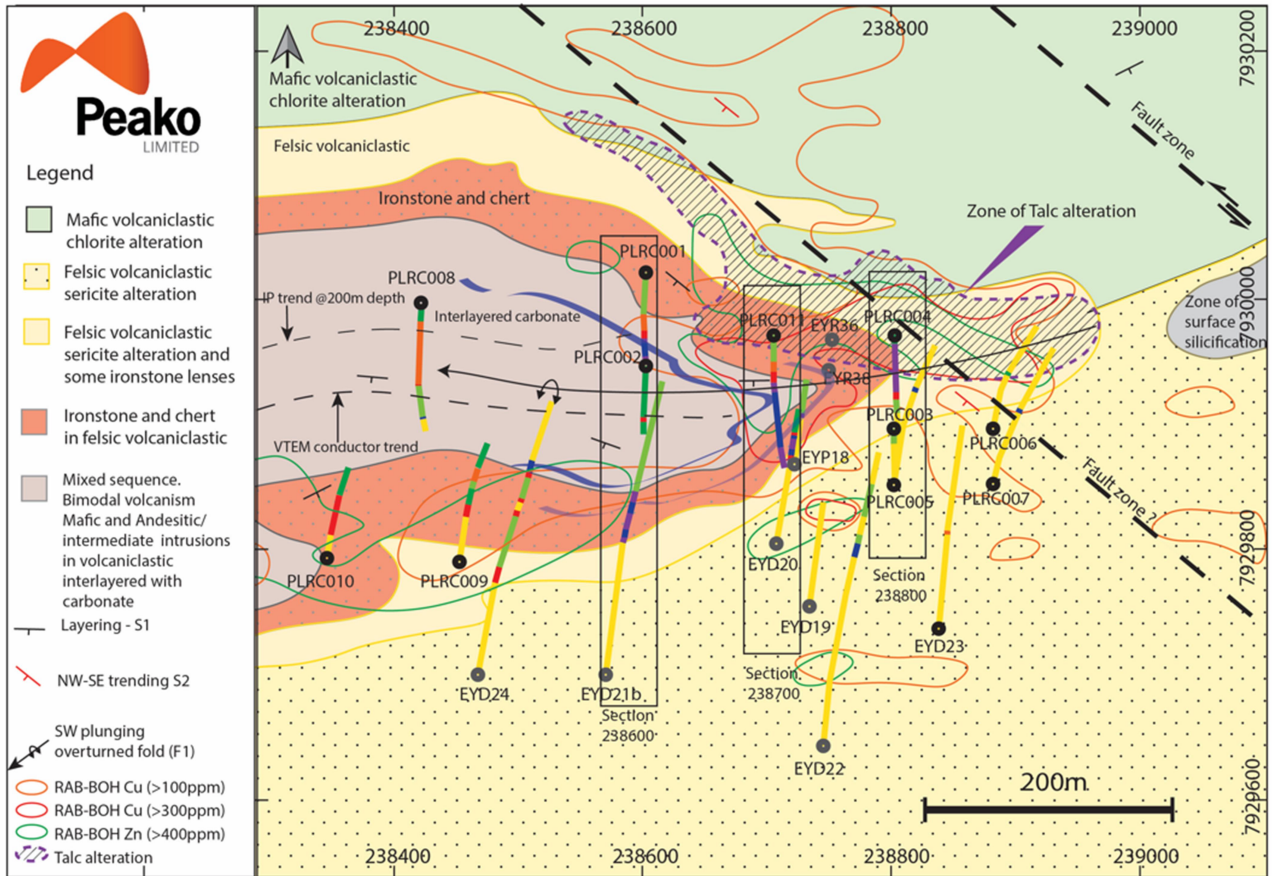 Peako
LIMITED
Legend
Mafic volcaniclastic
chlorite alteration
Felsic volcaniclastic
sericite alteration
Felsic volcaniclastic
sericite alteration and
some ironstone lenses
Ironstone and chert
in felsic volcaniclastic
Mixed sequence.
Bimodal volcanism
Mafic and Andesitic/
intermediate intrusions
in volcaniclastic
interlayered with
carbonate
Layering - S1
NW-SE trending S2
SW plunging
overturned fold (F1)
RAB-BOH Cu (>100ppm)
RAB-BOH Cu (>300ppm)
RAB-BOH Zn (>400ppm)
Talc alteration
238400
238600
238800
239000
7930200
Mafic volcaniclastic
chlorite alteration
Fault zone
Felsic volcaniclastic
Ironstone and chert
Zone of Talc alteration
PLRC001
PLRC008
IP trend @200m depth
Interlayered carbonate
Zone of
surface
silicification
7930000
PLRC011
EYR36
PLRC004
PLRC002
EYR38
PLRC003
VTEM conductor trend
EYP18
PLRC006
PLRC005
PLRC007
Fault zone ?
PLRC010
PLRC009
EYD20
Section
238800
7929800
EYD19
EYD23
EYD24
EYD21b
Section
238600
Section
238700
EYD22
200m
7929600
238400
238600
238800
239000